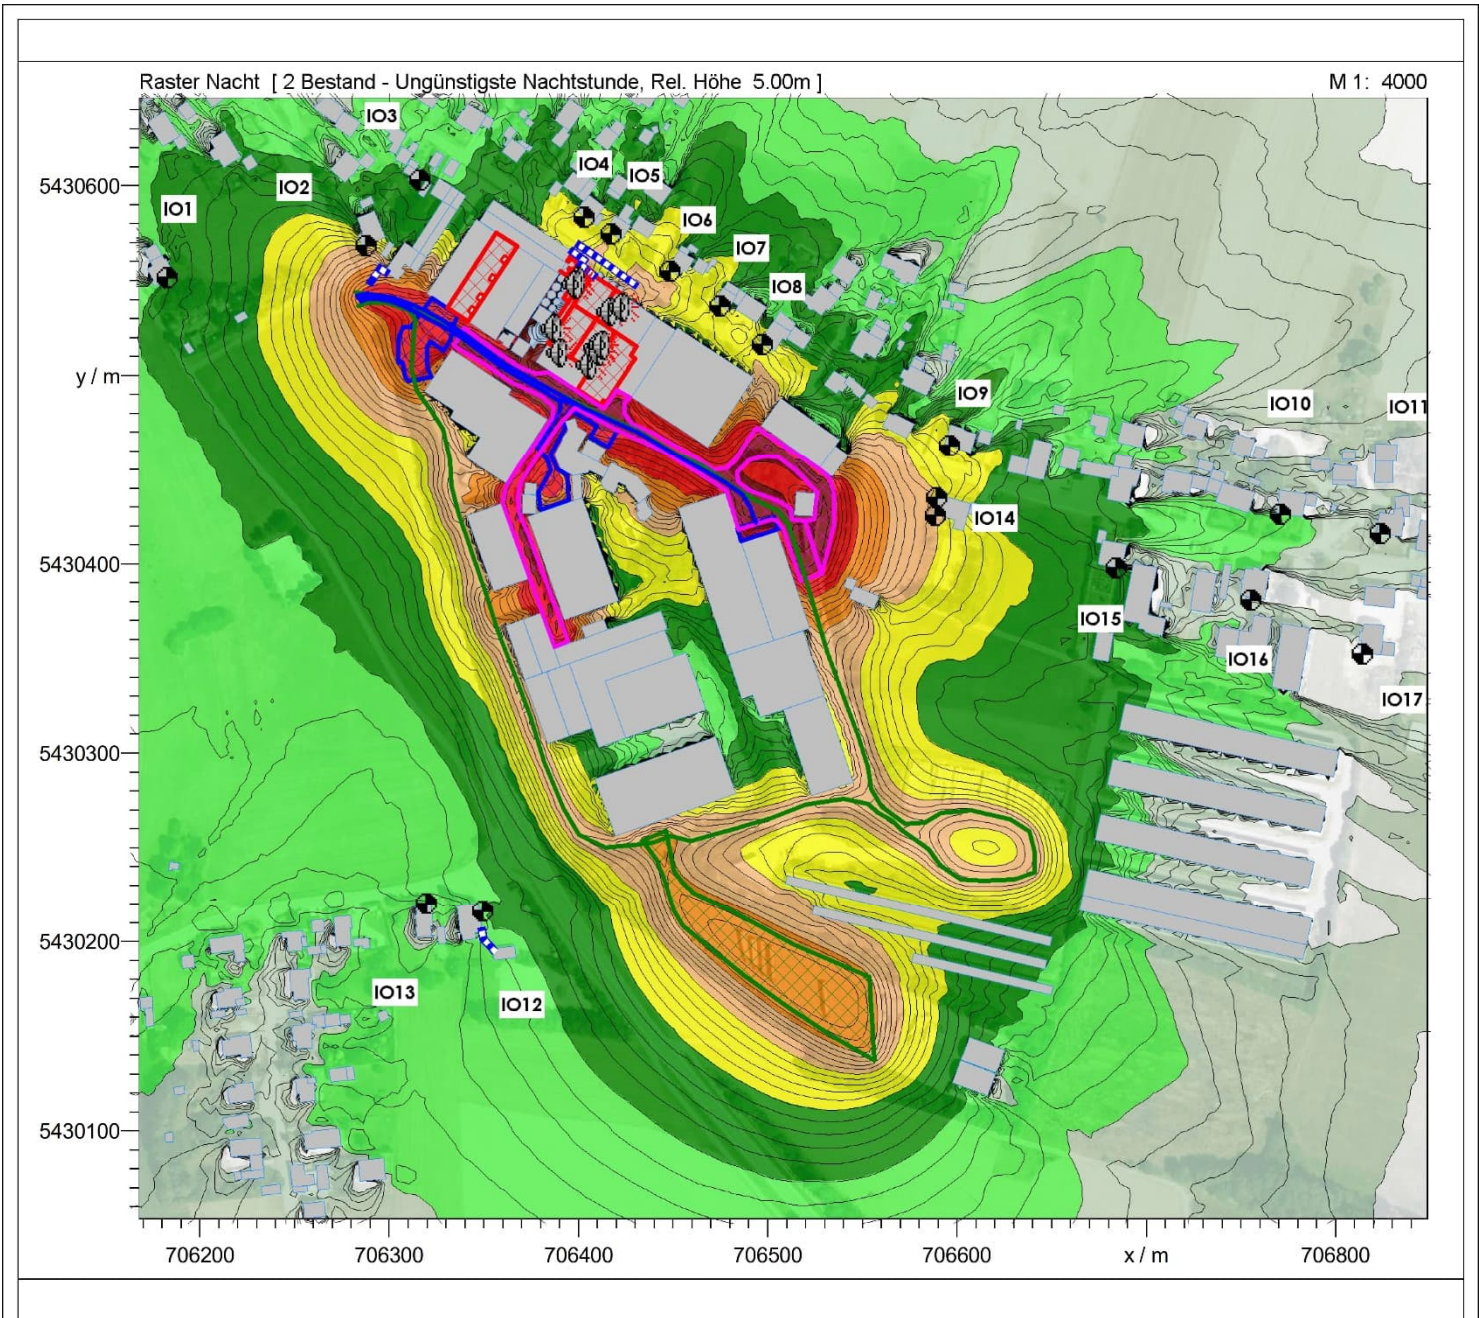 Raster Nacht [ 2 Bestand - Ungünstigste Nachtstunde, Rel. Höhe 5.00m ]
M 1: 4000
IO3
5430600
IO4
IO5
IO2
IO1
IO6
IO7
IO8
y / m
IO9
IO10
IO11
IO14
5430400
IO15
IO16
IO17
5430300
5430200
IO13
IO12
5430100
706200
706300
706400
706500
706600
x / m
706800